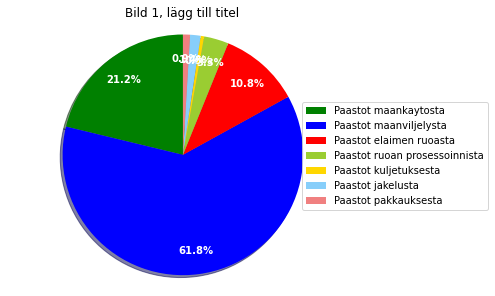 Bild 1, lägg till titel
21.2%
10.8%
61.8%
Paastot maankaytosta
Paastot maanviljelysta
Paastot elaimen ruoasta
Paastot ruoan prosessoinnista
Paastot kuljetuksesta
Paastot jakelusta
Paastot pakkauksesta